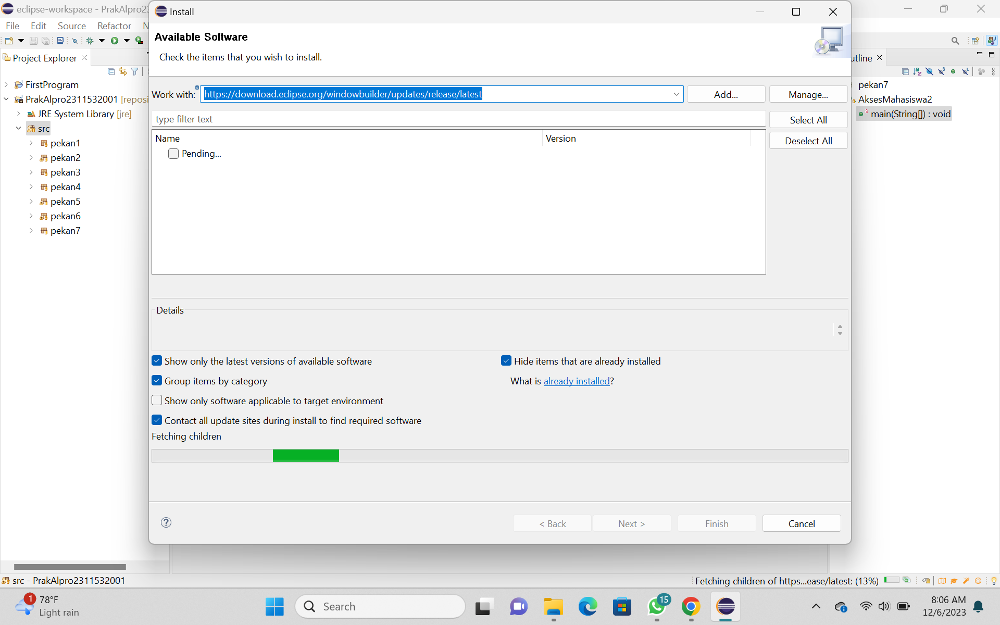 eclipse-workspace - PrakAlpro23
Install
File Edit Source Refactor N
Available Software
Check the items that you wish to install.
Project Explorer
utline
Work with: https://download.eclipse.org/windowbuilder/updates/release/latest
Add...
Manage...
type filter text
Select All
Deselect All
Name
Version
Pending...
FirstProgram
PrakAlpro2311532001 [reposi
JRE System Library [jre]
src
pekan1
pekan2
pekan3
pekan4
pekan5
pekan6
pekan7
pekan7
AksesMahasiswa2
main(String[]) : void
Details
Show only the latest versions of available software
Hide items that are already installed
Group items by category
What is already installed?
Show only software applicable to target environment
Contact all update sites during install to find required software
Fetching children
< Back
Next >
Finish
Cancel
src - PrakAlpro2311532001
Fetching children of https...ease/latest: (13%)
1
78°F
Light rain
Search
15
8:06 AM
12/6/2023